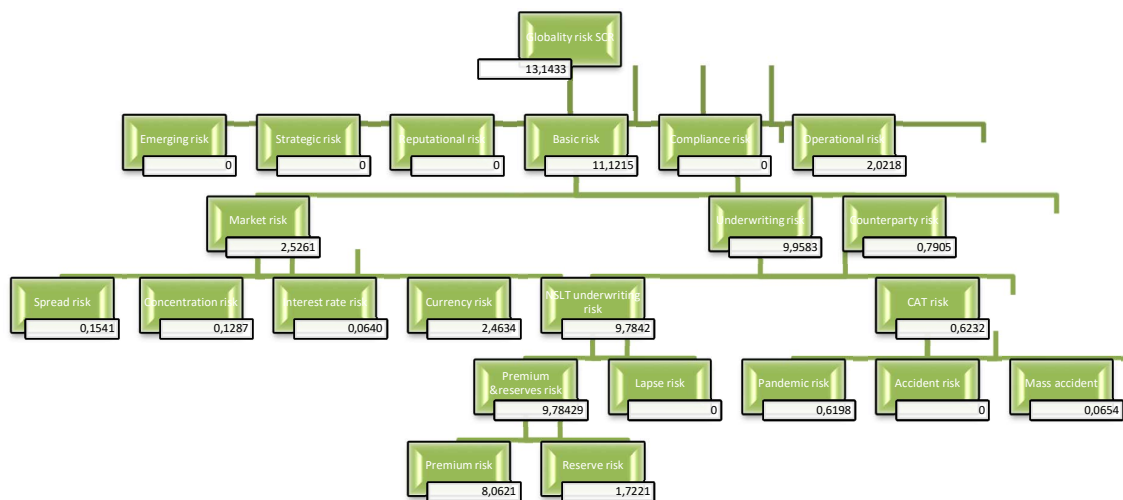 Globality risk SCR
13,1433
Emerging risk
0
Strategic risk
0
Reputational risk
0
Basic risk
11,1215
Compliance risk
0
Operational risk
2,0218
Market risk
2,5261
Underwriting risk
9,9583
Counterparty risk
0,7905
Spread risk
0,1541
Concentration risk
0,1287
Interest rate risk
0,0640
Currency risk
2,4634
NSLT underwriting
risk
9,7842
CAT risk
0,6232
Premium
&reserves risk
9,78429
Lapse risk
0
Pandemic risk
0,6198
Accident risk
0
Mass accident
0,0654
Premium risk
8,0621
Reserve risk
1,7221